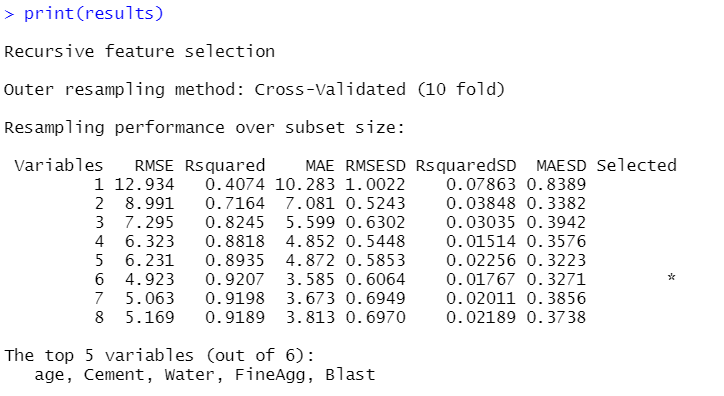 > print(results)
Recursive feature selection
Outer resampling method: Cross-Validated (10 fold)
Resampling performance over subset size:
Variables RMSE Rsquared MAE RMSESD RsquaredSD MAESD Selected
1 12.934 0.4074 10.283 1.0022 0.07863 0.8389
2 8.991 0.7164 7.081 0.5243 0.03848 0.3382
3 7.295 0.8245 5.599 0.6302 0.03035 0.3942
4 6.323 0.8818 4.852 0.5448 0.01514 0.3576
5 6.231 0.8935 4.872 0.5853 0.02256 0.3223
6 4.923 0.9207 3.585 0.6064 0.01767 0.3271 *
7 5.063 0.9198 3.673 0.6949 0.02011 0.3856
8 5.169 0.9189 3.813 0.6970 0.02189 0.3738
The top 5 variables (out of 6):
age, Cement, Water, FineAgg, Blast